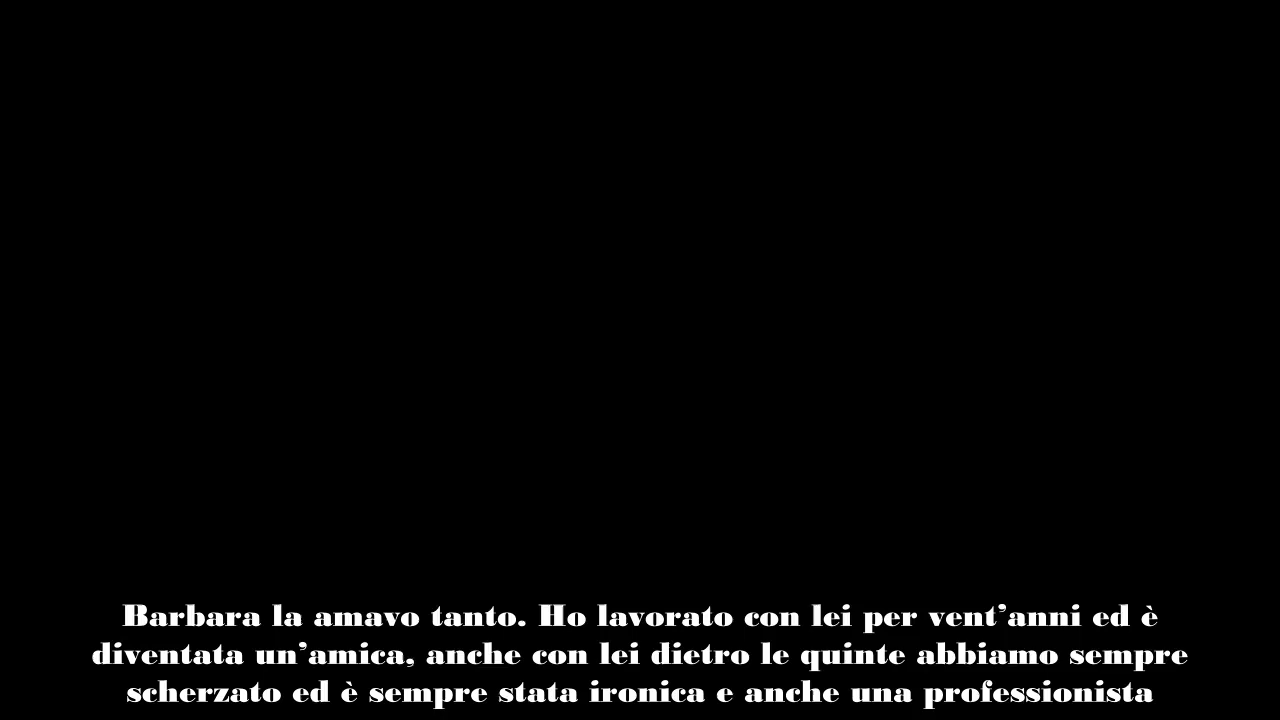 Barbara la amavo tanto. Ho lavorato con lei per vent’anni ed è
diventata un’amica, anche con lei dietro le quinte abbiamo sempre
scherzato ed è sempre stata ironica e anche una professionista